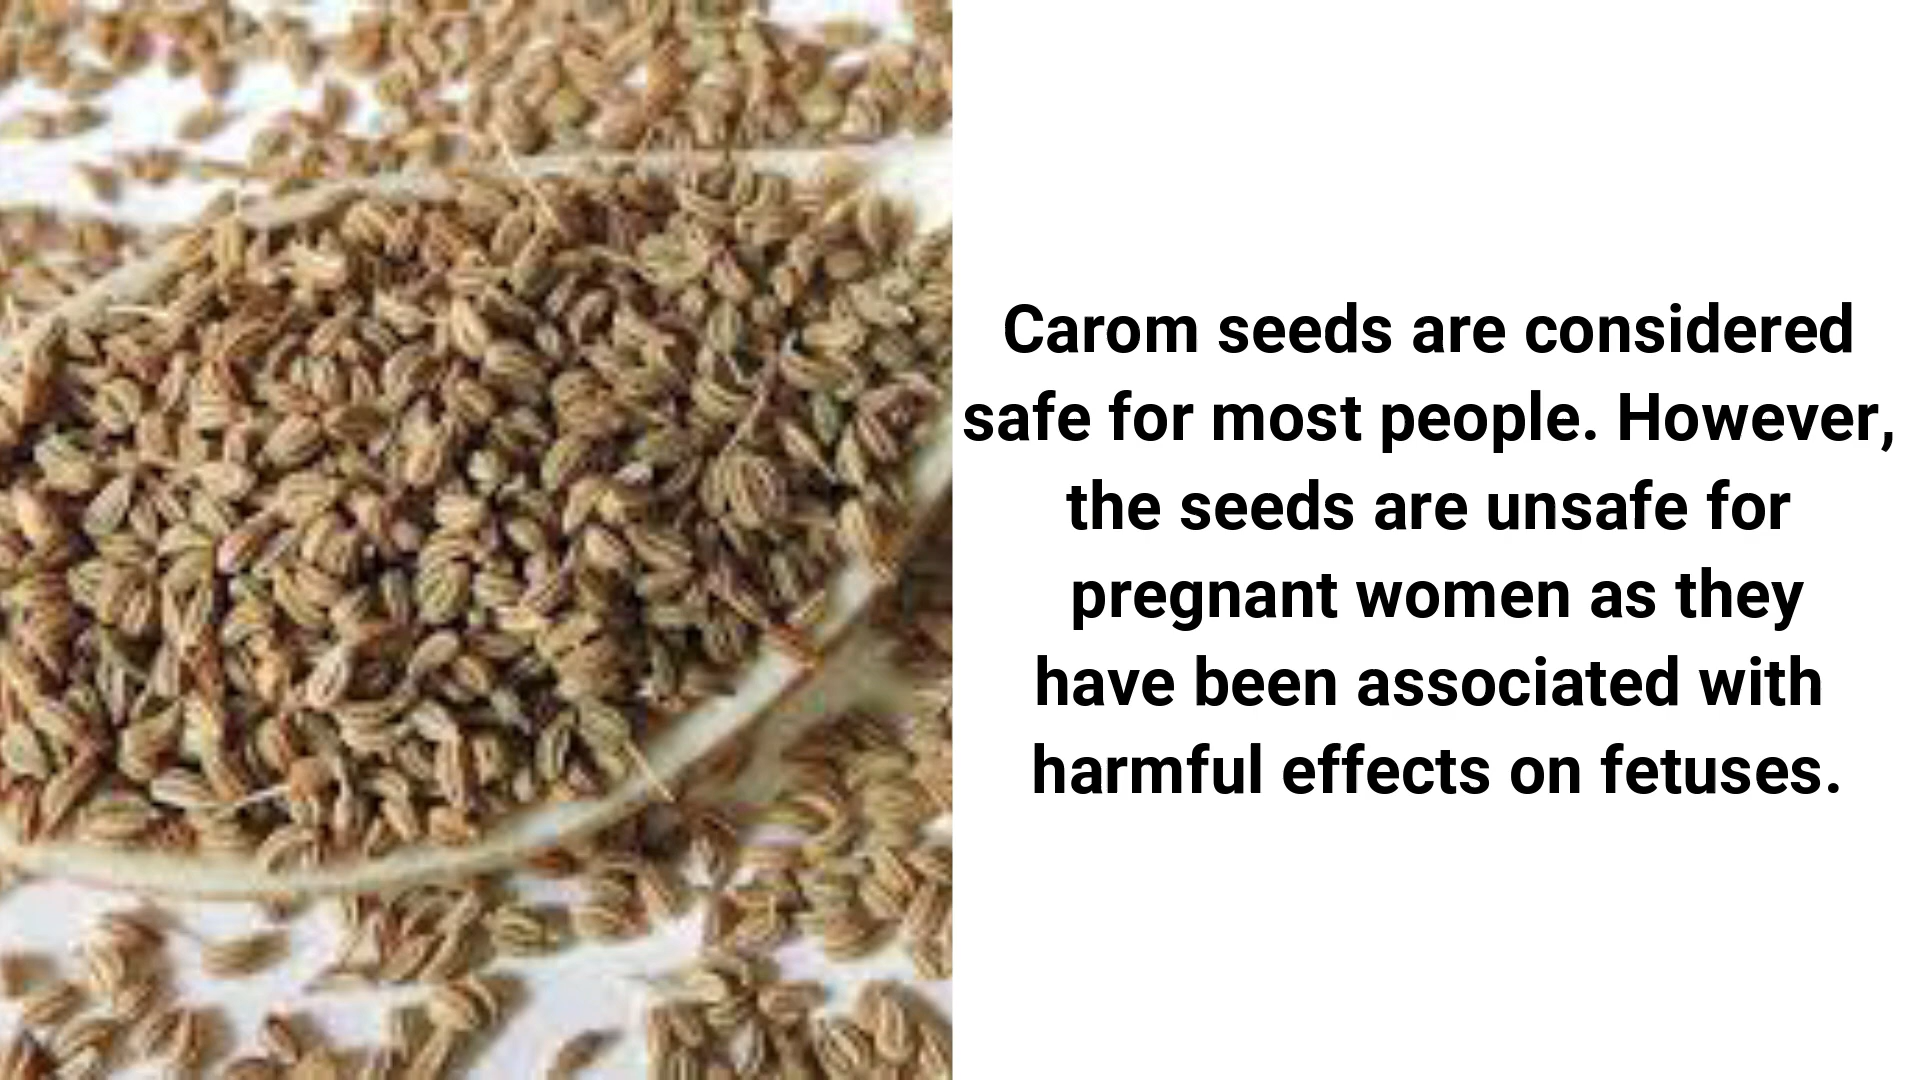 Carom seeds are considered
safe for most people. However,
the seeds are unsafe for
pregnant women as they
have been associated with
harmful effects on fetuses.